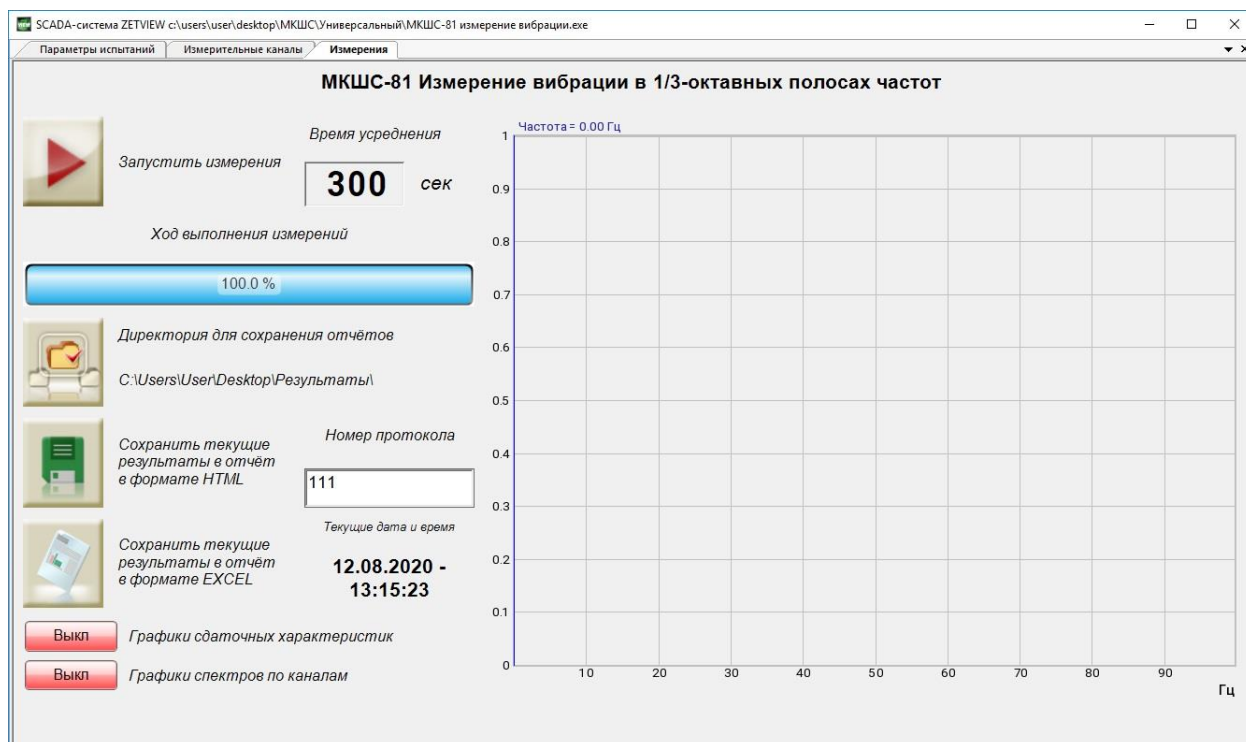 SCADA-система ZETVIEW c:\users\user\desktop\МКШС\Универсальный\МКШС-81 измерение вибрации.exe
Параметры испытаний
Измерительные каналы
Измерения
МКШС-81 Измерение вибрации в 1/3-октавных полосах частот
Запустить измерения
Время усреднения
300
сек
Ход выполнения измерений
100.0 %
Директория для сохранения отчётов
C:\Users\User\Desktop\Результаты\
Сохранить текущие
результаты в отчёт
в формате HTML
Номер протокола
111
Сохранить текущие
результаты в отчёт
в формате EXCEL
Текущие дата и время
12.08.2020 -
13:15:23
Выкл
Графики сдаточных характеристик
Выкл
Графики спектров по каналам
Частота = 0.00 Гц
1
0.9
0.8
0.7
0.6
0.5
0.4
0.3
0.2
0.1
0
10 20 30 40 50 60 70 80 90
Гц